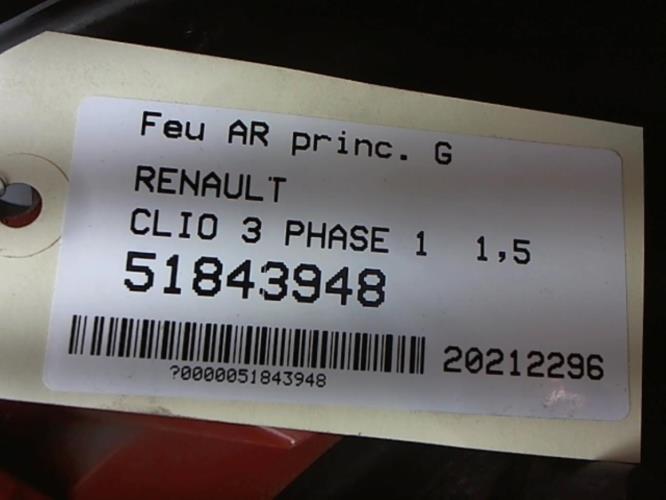 Feu AR princ. G
RENAULT
CLIO 3 PHASE 1 1,5
51843948
20212296
?0000051843948